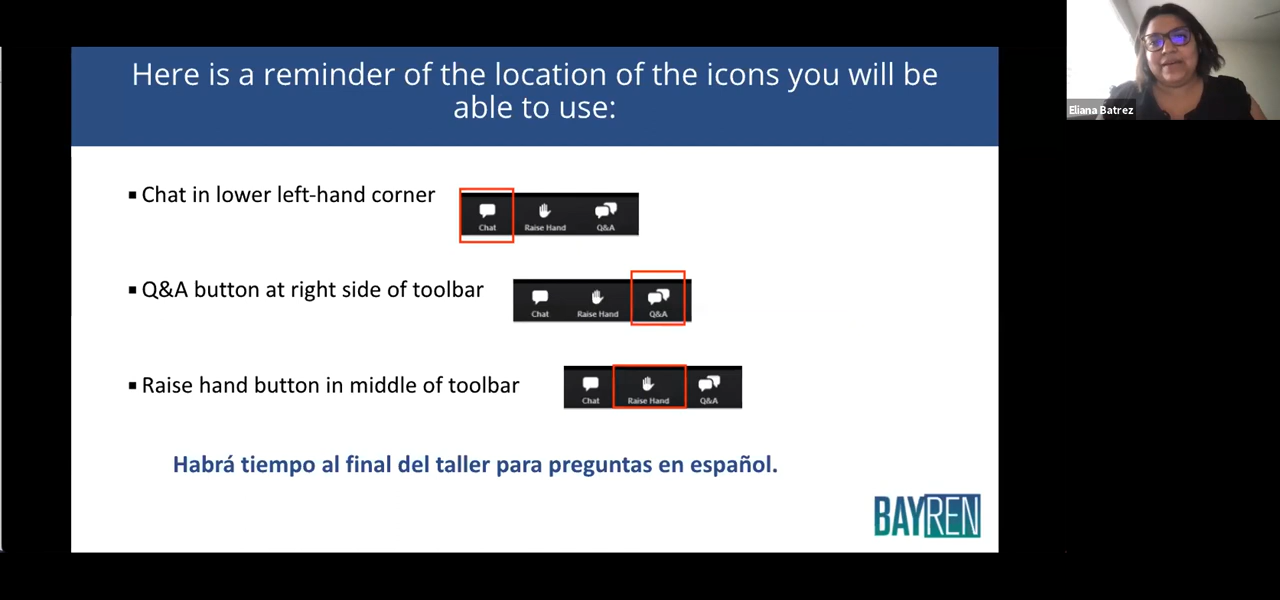 Here is a reminder of the location of the icons you will be
able to use:
Eliana Batrez
▪ Chat in lower left-hand corner
Chat Raise Hand Q&A
▪ Q&A button at right side of toolbar
Chat Raise Hand Q&A
▪ Raise hand button in middle of toolbar
Chat Raise Hand Q&A
Habrá tiempo al final del taller para preguntas en español.
BAYREN